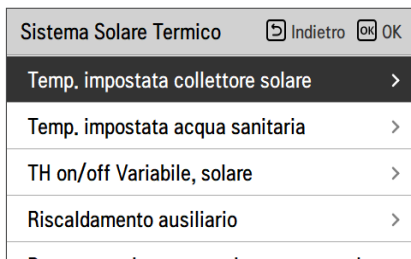 Sistema Solare Termico Indietro OK OK
Temp. impostata collettore solare
Temp. impostata acqua sanitaria
TH on/off Variabile, solare
Riscaldamento ausiliario